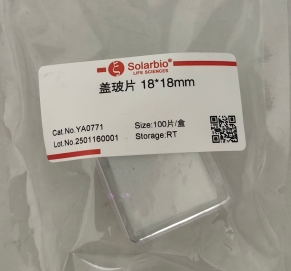 Solarbio®
LIFE SCIENCES
盖玻片 18*18mm
Cat.No.YA0771
Size:100片/盒
Lot.No.2501160001
Storage:RT